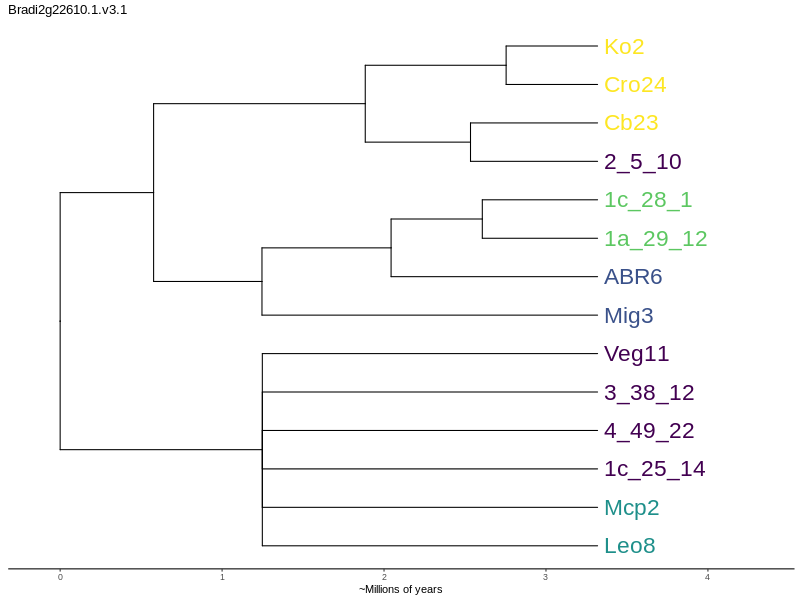 Bradi2g22610.1.v3.1
Ko2
Cro24
Cb23
2_5_10
1c_28_1
1a_29_12
ABR6
Mig3
Veg11
3_38_12
4_49_22
1c_25_14
Mcp2
Leo8
0 1 2 3 4
~Millions of years